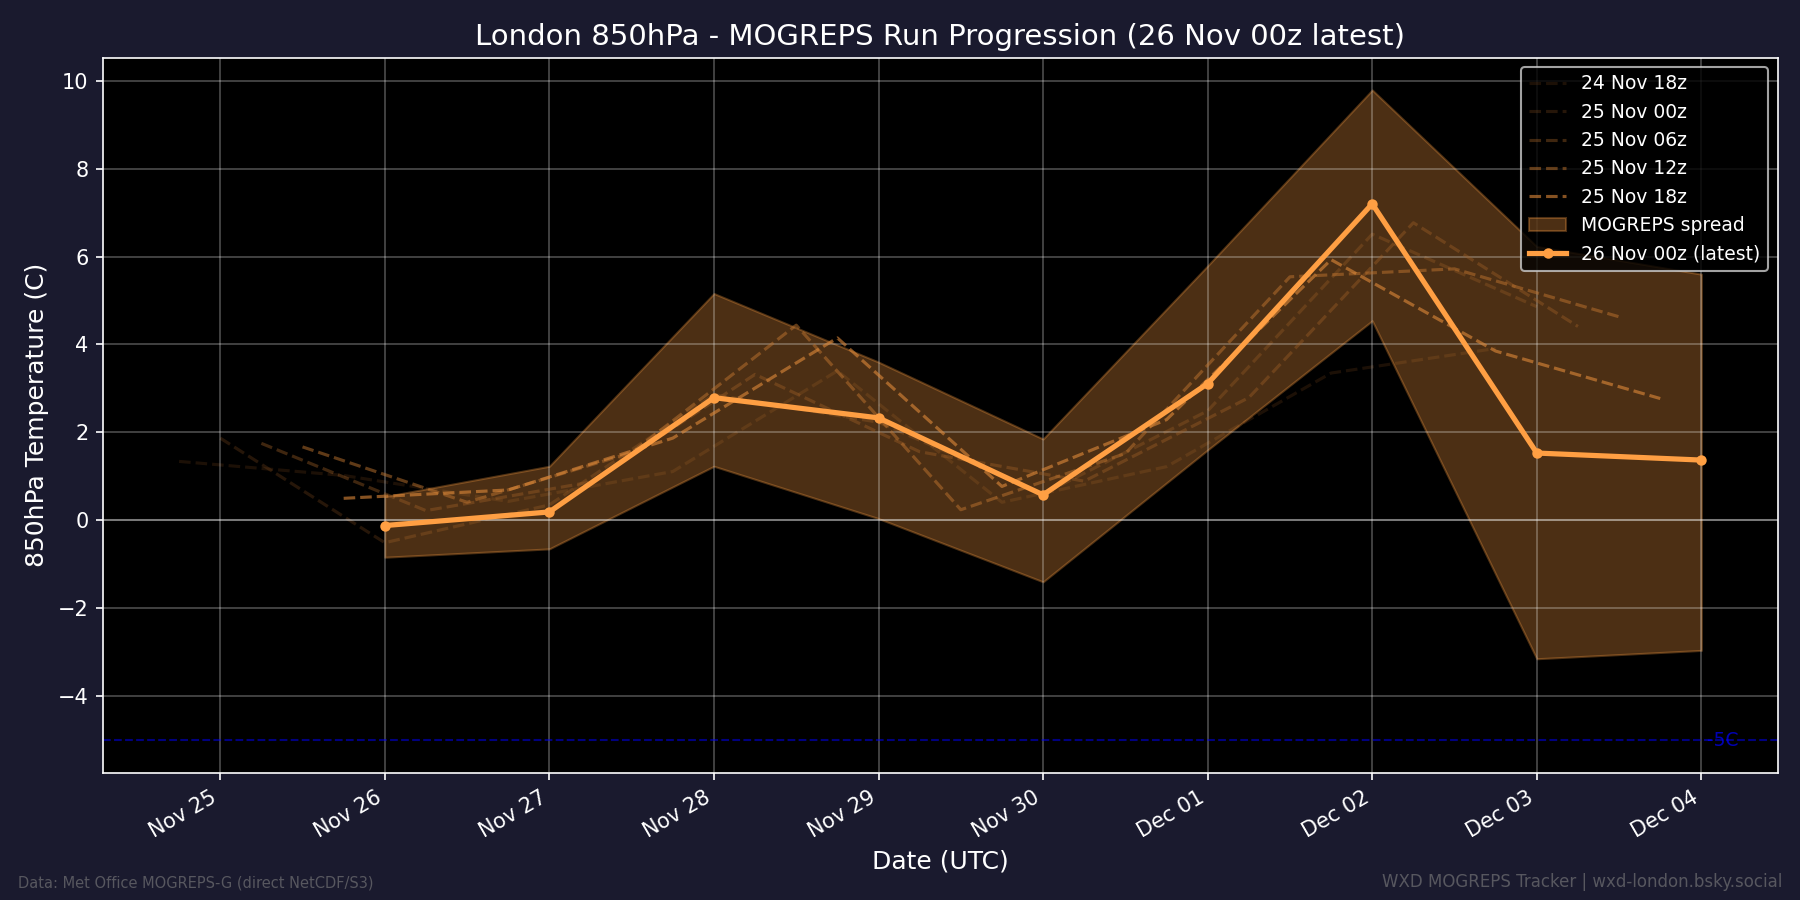 London 850hPa - MOGREPS Run Progression (26 Nov 00z latest)
24 Nov 18z
25 Nov 00z
25 Nov 06z
25 Nov 12z
25 Nov 18z
MOGREPS spread
26 Nov 00z (latest)
850hPa Temperature (C)
10
8
6
4
2
0
−2
−4
-5C
Nov 25
Nov 26
Nov 27
Nov 28
Nov 29
Nov 30
Dec 01
Dec 02
Dec 03
Dec 04
Date (UTC)
Data: Met Office MOGREPS-G (direct NetCDF/S3)
WXD MOGREPS Tracker | wxd-london.bsky.social